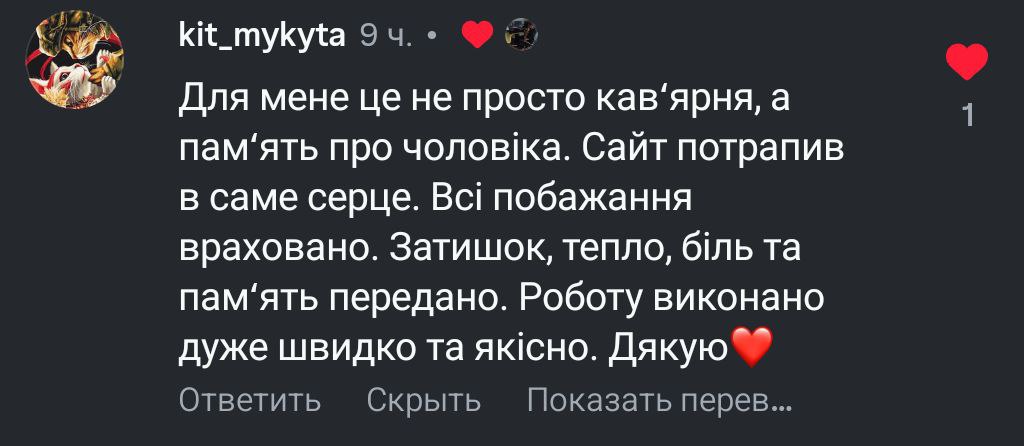 kit_mykyta 9 ч. •
1
Для мене це не просто кав‘ярня, а
пам‘ять про чоловіка. Сайт потрапив
в саме серце. Всі побажання
враховано. Затишок, тепло, біль та
пам‘ять передано. Роботу виконано
дуже швидко та якісно. Дякую❤️
Ответить Скрыть Показать перев...